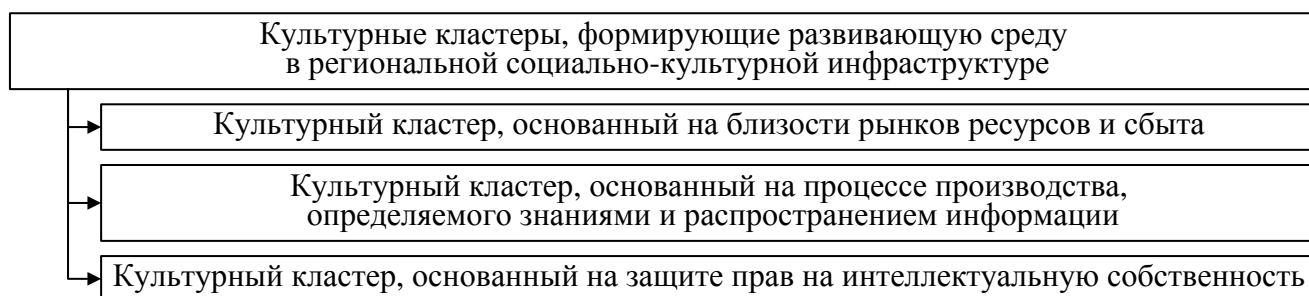 Культурные кластеры, формирующие развивающую среду
в региональной социально-культурной инфраструктуре
Культурный кластер, основанный на близости рынков ресурсов и сбыта
Культурный кластер, основанный на процессе производства,
определяемого знаниями и распространением информации
Культурный кластер, основанный на защите прав на интеллектуальную собственность